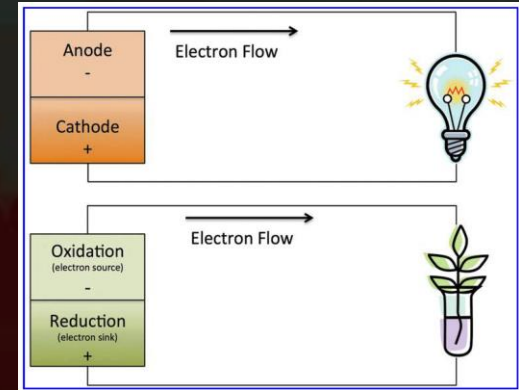 Anode
-
Electron Flow
Cathode
+
Oxidation
(electron source)
-
Electron Flow
Reduction
(electron sink)
+